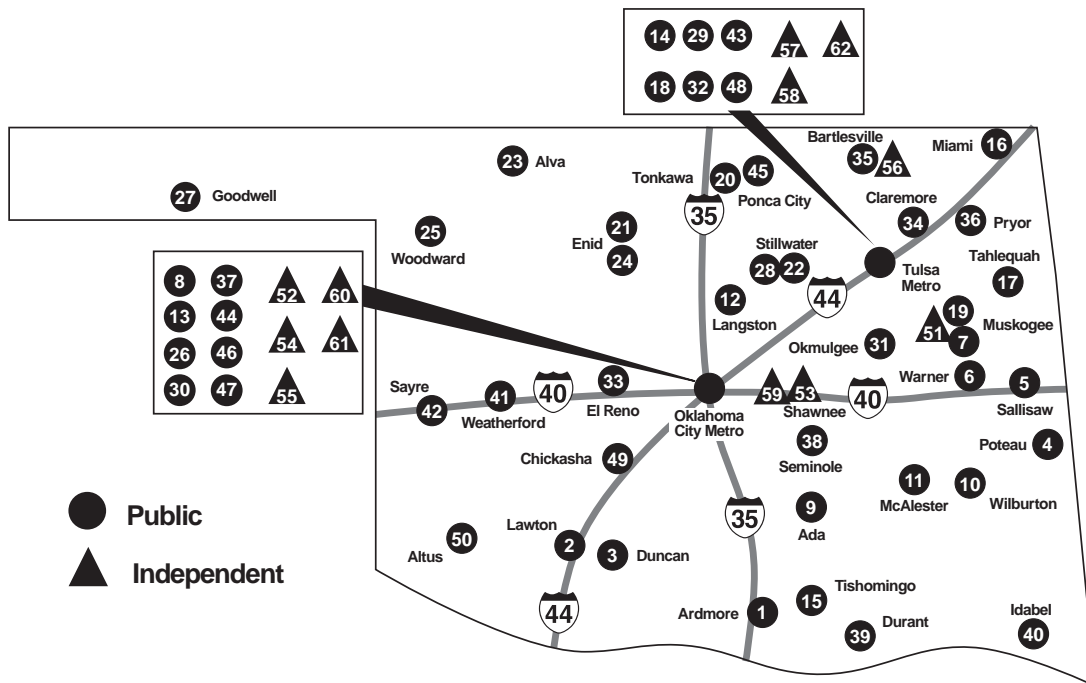 14 29 43 57 62
18 32 48 58
Bartlesville
35 56
Miami 16
23 Alva
Tonkawa 20 45
Ponca City
27 Goodwell
Claremore
34
36 Pryor
35
21
Enid
24
25
Woodward
Stillwater
28 22
Tulsa
Metro
Tahlequah
17
8 37 52 60
13 44 54 61
26 46
30 47 55
12
Langston
44
51 19 Muskogee
7
Okmulgee 31
Warner 6
5
Sallisaw
Sayre
42
41
Weatherford
40
33
El Reno
Oklahoma
City Metro
59 53
Shawnee
40
38
Seminole
Poteau 4
Chickasha 49
11
McAlester
10
Wilburton
Public
35
9
Ada
Lawton
2
3 Duncan
Altus 50
Independent
44
Ardmore 1
15 Tishomingo
39 Durant
Idabel
40